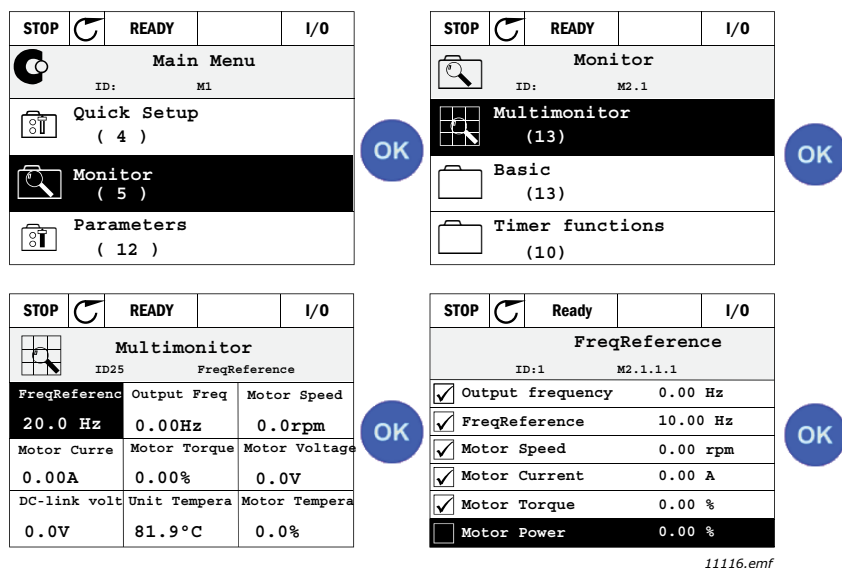 STOP READY I/O
Main Menu
ID: M1
Quick Setup
( 4 )
Monitor
( 5 )
Parameters
( 12 )
OK
STOP READY I/O
Monitor
ID: M2.1
Multimonitor
(13)
Basic
(13)
Timer functions
(10)
OK
STOP READY I/O
Multimonitor
ID25 FreqReference
FreqReferenc Output Freq Motor Speed
20.0 Hz 0.00Hz 0.0rpm
Motor Curre Motor Torque Motor Voltage
0.00A 0.00% 0.0V
DC-link volt Unit Tempera Motor Tempera
0.0V 81.9°C 0.0%
OK
STOP Ready I/O
FreqReference
ID:1 M2.1.1.1
Output frequency 0.00 Hz
FreqReference 10.00 Hz
Motor Speed 0.00 rpm
Motor Current 0.00 A
Motor Torque 0.00 %
Motor Power 0.00 %
OK
11116.emf